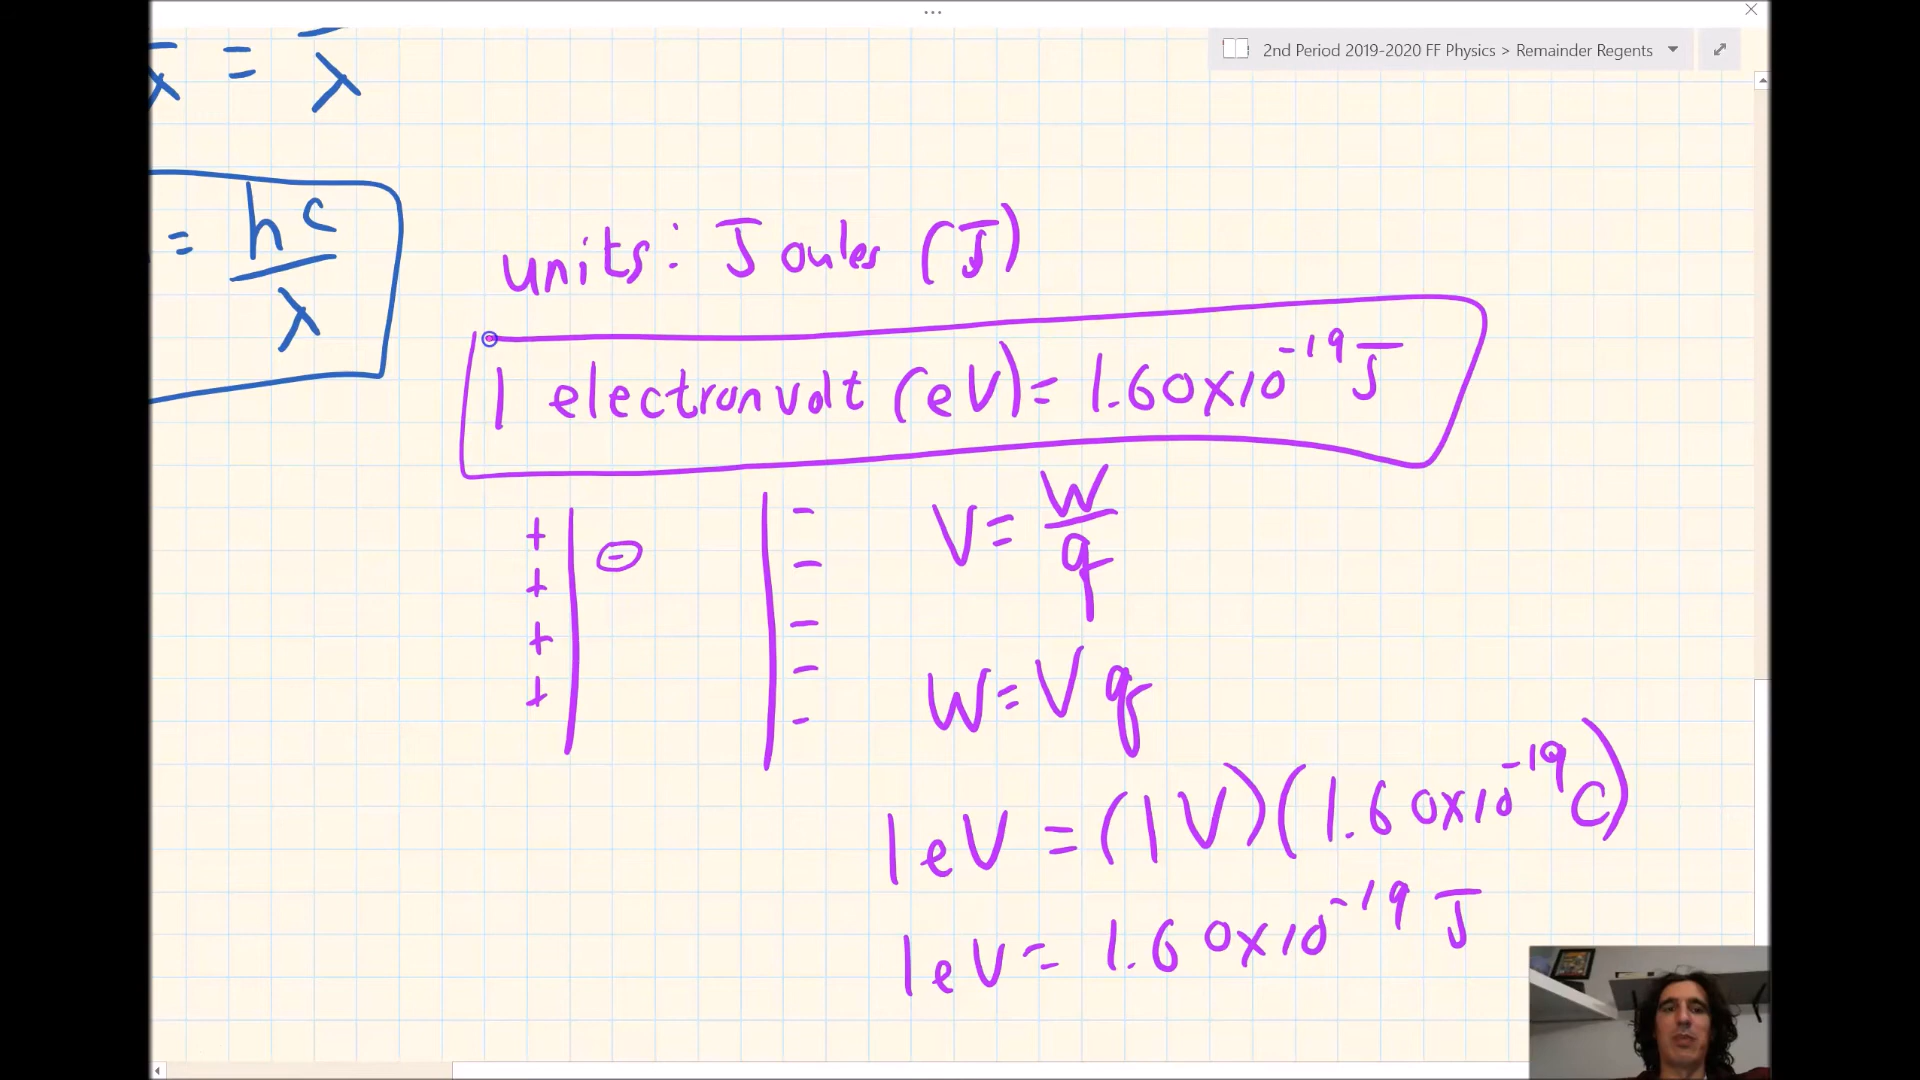 2nd Period 2019-2020 FF Physics > Remainder Regents
λ = λ
= hc / λ
units: Joules (J)
1 electronvolt (eV) = 1.60x10^-19 J
+ + + +
-
- - - - -
V = W / q
W = Vq
1eV = (1V)(1.60x10^-19 C)
1eV = 1.60x10^-19 J